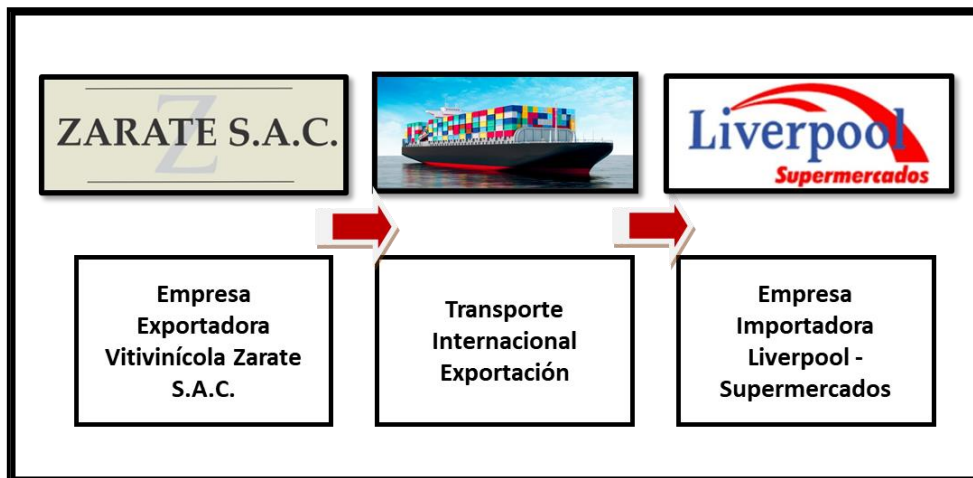 ZARATE S.A.C.
Z
Liverpool
Supermercados
Empresa
Exportadora
Vitivinícola Zarate
S.A.C.
Transporte
Internacional
Exportación
Empresa
Importadora
Liverpool -
Supermercados